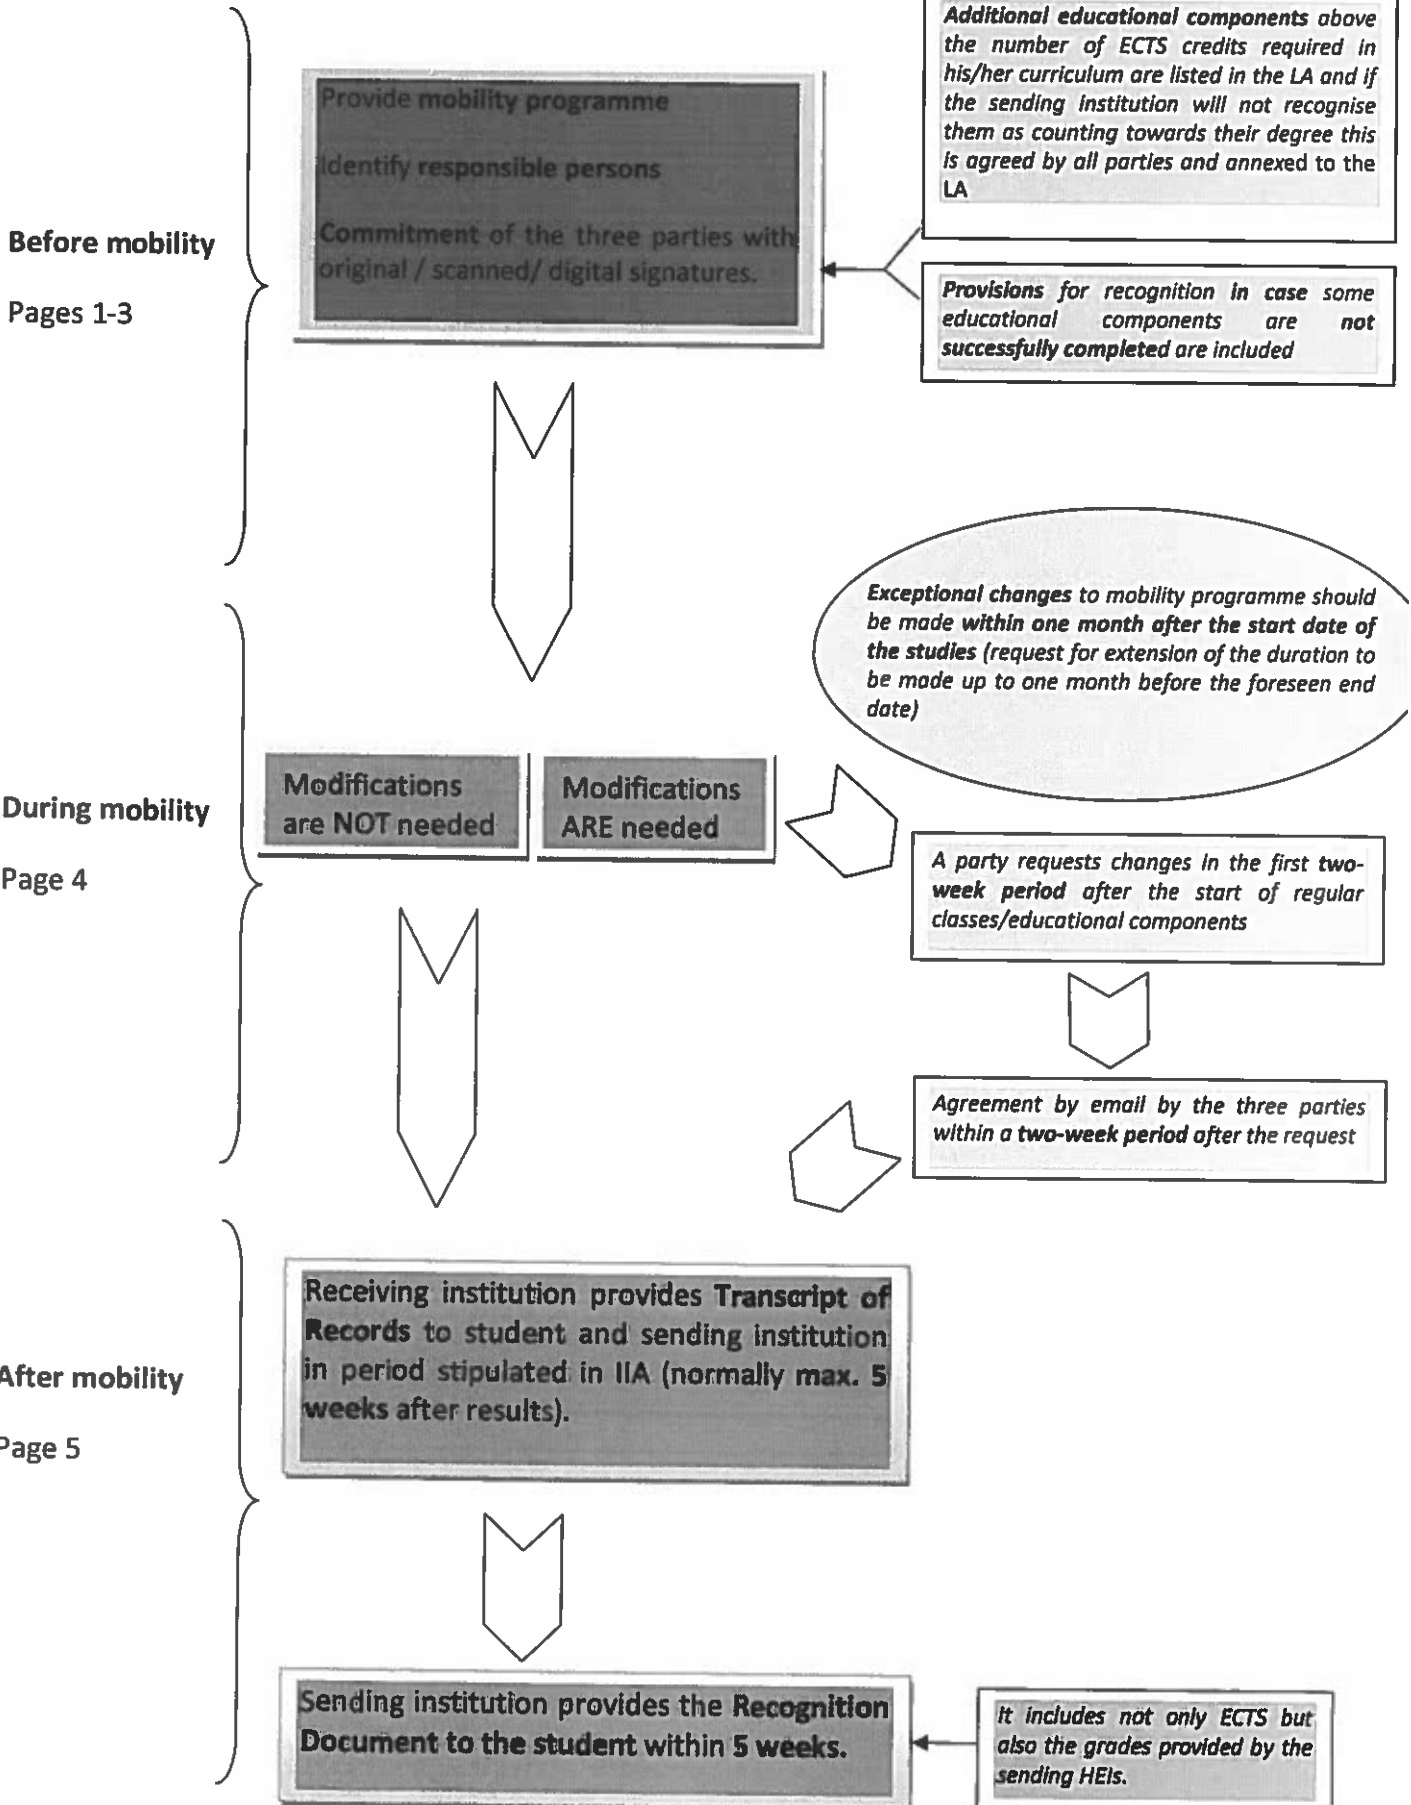 Additional educational components above
the number of ECTS credits required in
his/her curriculum are listed in the LA and if
the sending institution will not recognise
them as counting towards their degree this
is agreed by all parties and annexed to the
LA
Provide mobility programme
Identify responsible persons
Commitment of the three parties with
original / scanned/ digital signatures.
Before mobility
Pages 1-3
Provisions for recognition in case some
educational components are not
successfully completed are included
Exceptional changes to mobility programme should
be made within one month after the start date of
the studies (request for extension of the duration to
be made up to one month before the foreseen end
date)
During mobility
Page 4
Modifications
are NOT needed
Modifications
ARE needed
A party requests changes in the first two-
week period after the start of regular
classes/educational components
Agreement by email by the three parties
within a two-week period after the request
After mobility
Page 5
Receiving institution provides Transcript of
Records to student and sending institution
in period stipulated in IIA (normally max. 5
weeks after results).
Sending institution provides the Recognition
Document to the student within 5 weeks.
It includes not only ECTS but
also the grades provided by the
sending HEIs.